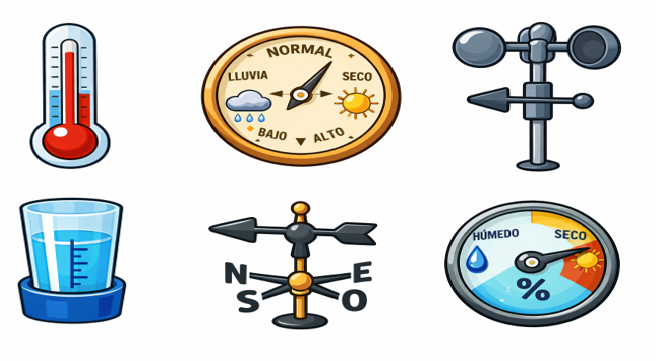 NORMAL
LLUVIA SECO
BAJO ALTO
N E
S O
HÚMEDO SECO
%